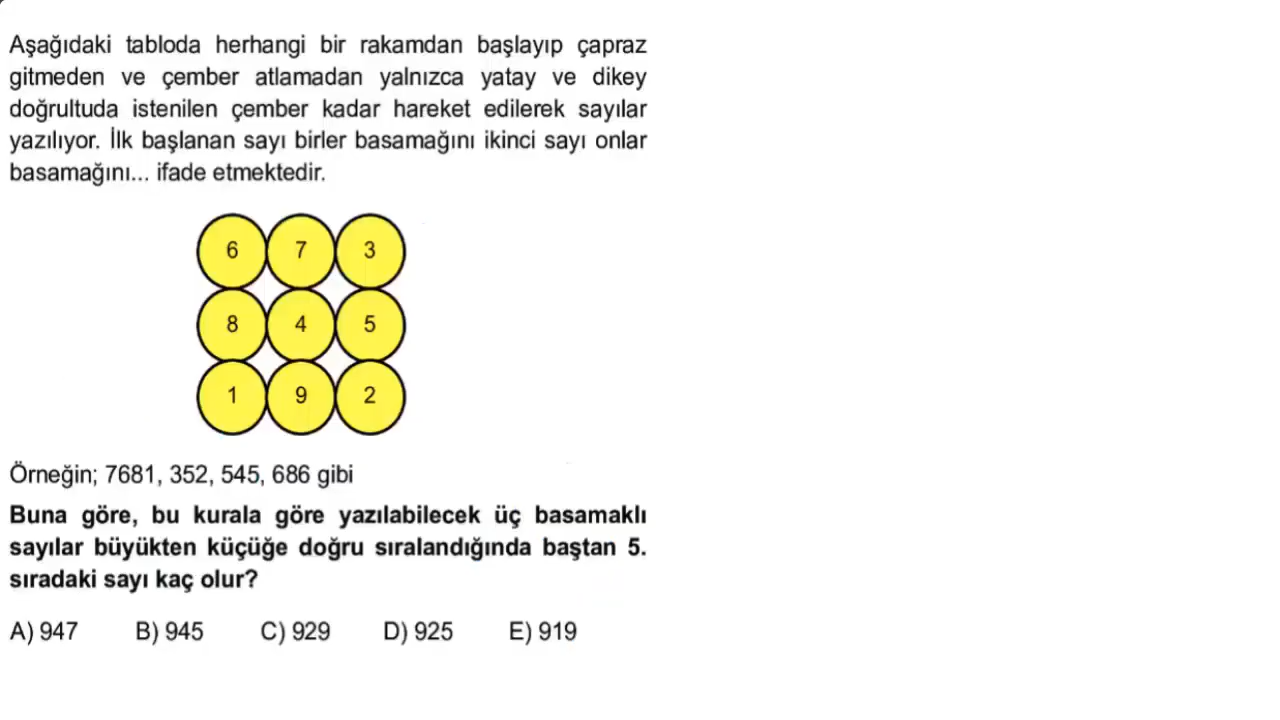 Aşağıdaki tabloda herhangi bir rakamdan başlayıp çapraz
gitmeden ve çember atlamadan yalnızca yatay ve dikey
doğrultuda istenilen çember kadar hareket edilerek sayılar
yazılıyor. İlk başlanan sayı birler basamağını ikinci sayı onlar
basamağını... ifade etmektedir.
6 7 3
8 4 5
1 9 2
Örneğin; 7681, 352, 545, 686 gibi
Buna göre, bu kurala göre yazılabilecek üç basamaklı
sayılar büyükten küçüğe doğru sıralandığında baştan 5.
sıradaki sayı kaç olur?
A) 947 B) 945 C) 929 D) 925 E) 919